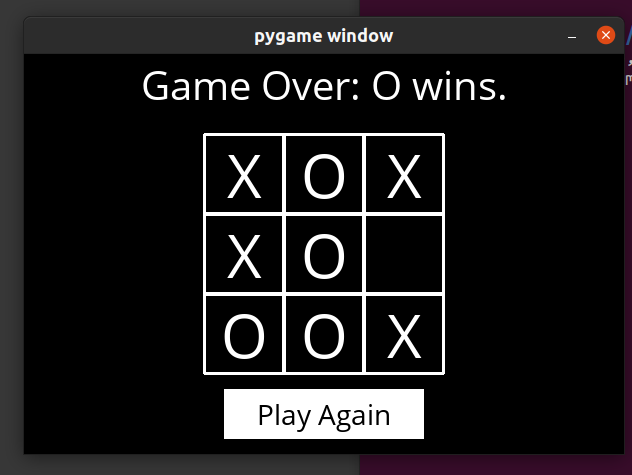 pygame window
Game Over: O wins.
X O X
X O
O O X
Play Again